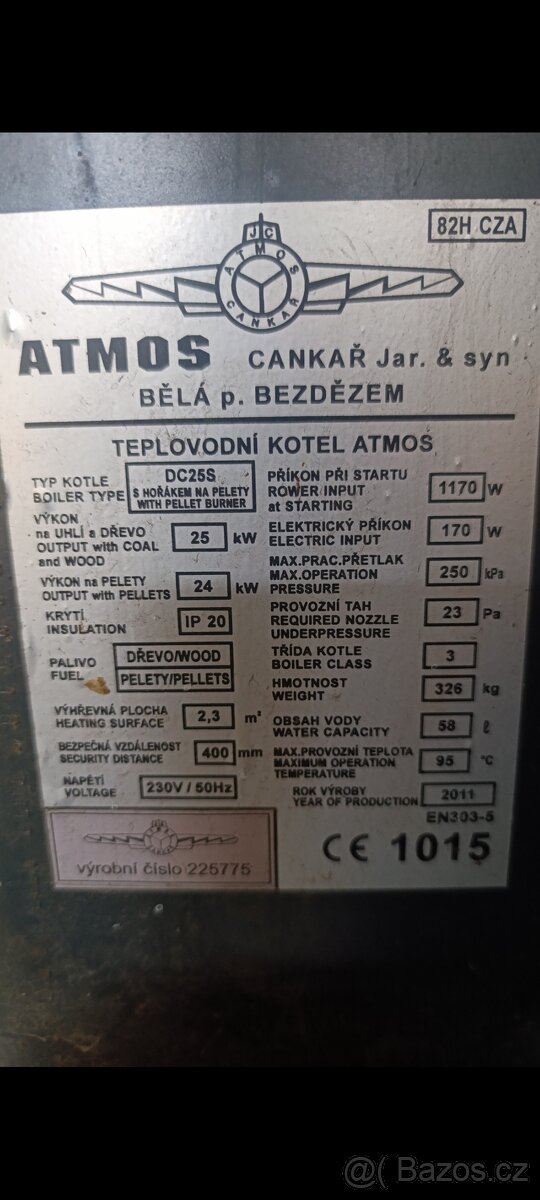 82H CZA
JC
ATMOS
CANKAŘ
ATMOS CANKAŘ Jar. & syn
BĚLÁ p. BEZDĚZEM
TEPLOVODNÍ KOTEL ATMOS
TYP KOTLE
BOILER TYPE
DC25S
S HOŘÁKEM NA PELETY
WITH PELLET BURNER
VÝKON
na UHLÍ a DŘEVO
OUTPUT with COAL
and WOOD
25 kW
VÝKON na PELETY
OUTPUT with PELLETS
24 kW
KRYTÍ
INSULATION
IP 20
PALIVO
FUEL
DŘEVO/WOOD
PELETY/PELLETS
VÝHŘEVNÁ PLOCHA
HEATING SURFACE
2,3 m²
BEZPEČNÁ VZDÁLENOST
SECURITY DISTANCE
400 mm
NAPĚTÍ
VOLTAGE
230V / 50Hz
výrobní číslo 225775
PŘÍKON PŘI STARTU
ROWER INPUT
at STARTING
1170 W
ELEKTRICKÝ PŘÍKON
ELECTRIC INPUT
170 W
MAX.PRAC.PŘETLAK
MAX.OPERATION
PRESSURE
250 kPa
PROVOZNÍ TAH
REQUIRED NOZZLE
UNDERPRESSURE
23 Pa
TŘÍDA KOTLE
BOILER CLASS
3
HMOTNOST
WEIGHT
326 kg
OBSAH VODY
WATER CAPACITY
58 ℓ
MAX.PROVOZNÍ TEPLOTA
MAXIMUM OPERATION
TEMPERATURE
95 °C
ROK VÝROBY
YEAR OF PRODUCTION
2011
EN303-5
CE 1015
@( Bazos.cz